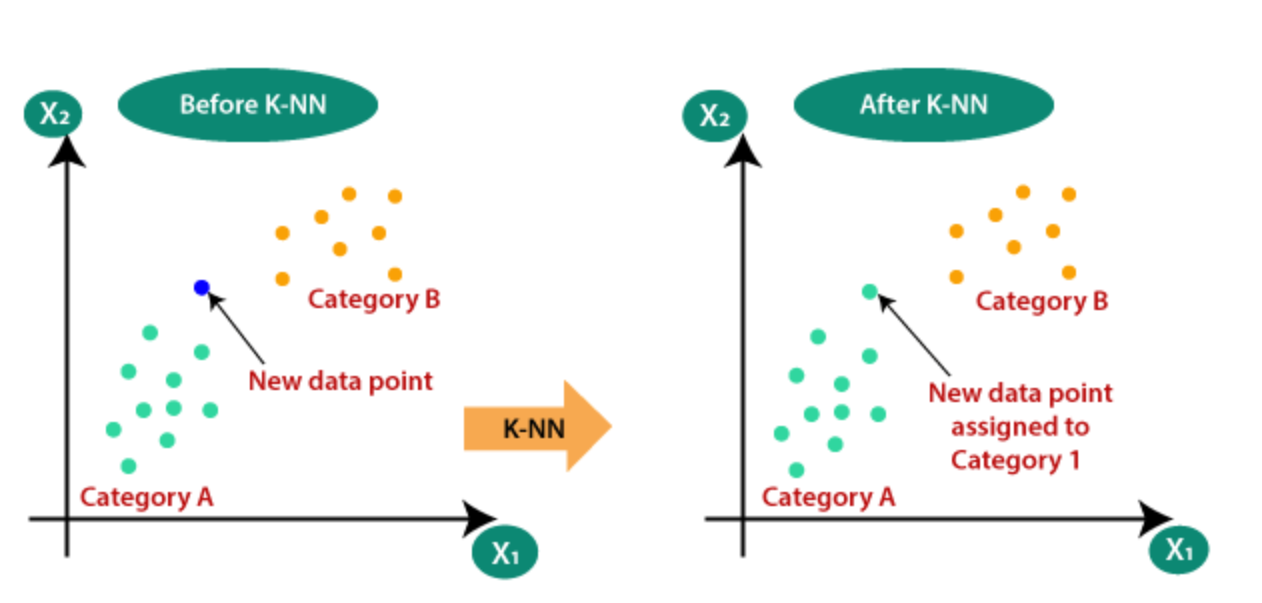 Before K-NN
X₂
Category B
New data point
Category A
X₁
K-NN
After K-NN
X₂
Category B
New data point
assigned to
Category 1
Category A
X₁